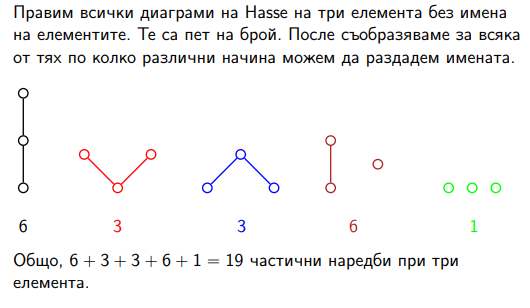 Правим всички диаграми на Hasse на три елемента без имена
на елементите. Те са пет на брой. После съобразяваме за всяка
от тях по колко различни начина можем да раздадем имената.
6 3 3 6 1
Общо, 6 + 3 + 3 + 6 + 1 = 19 частични наредби при три
елемента.